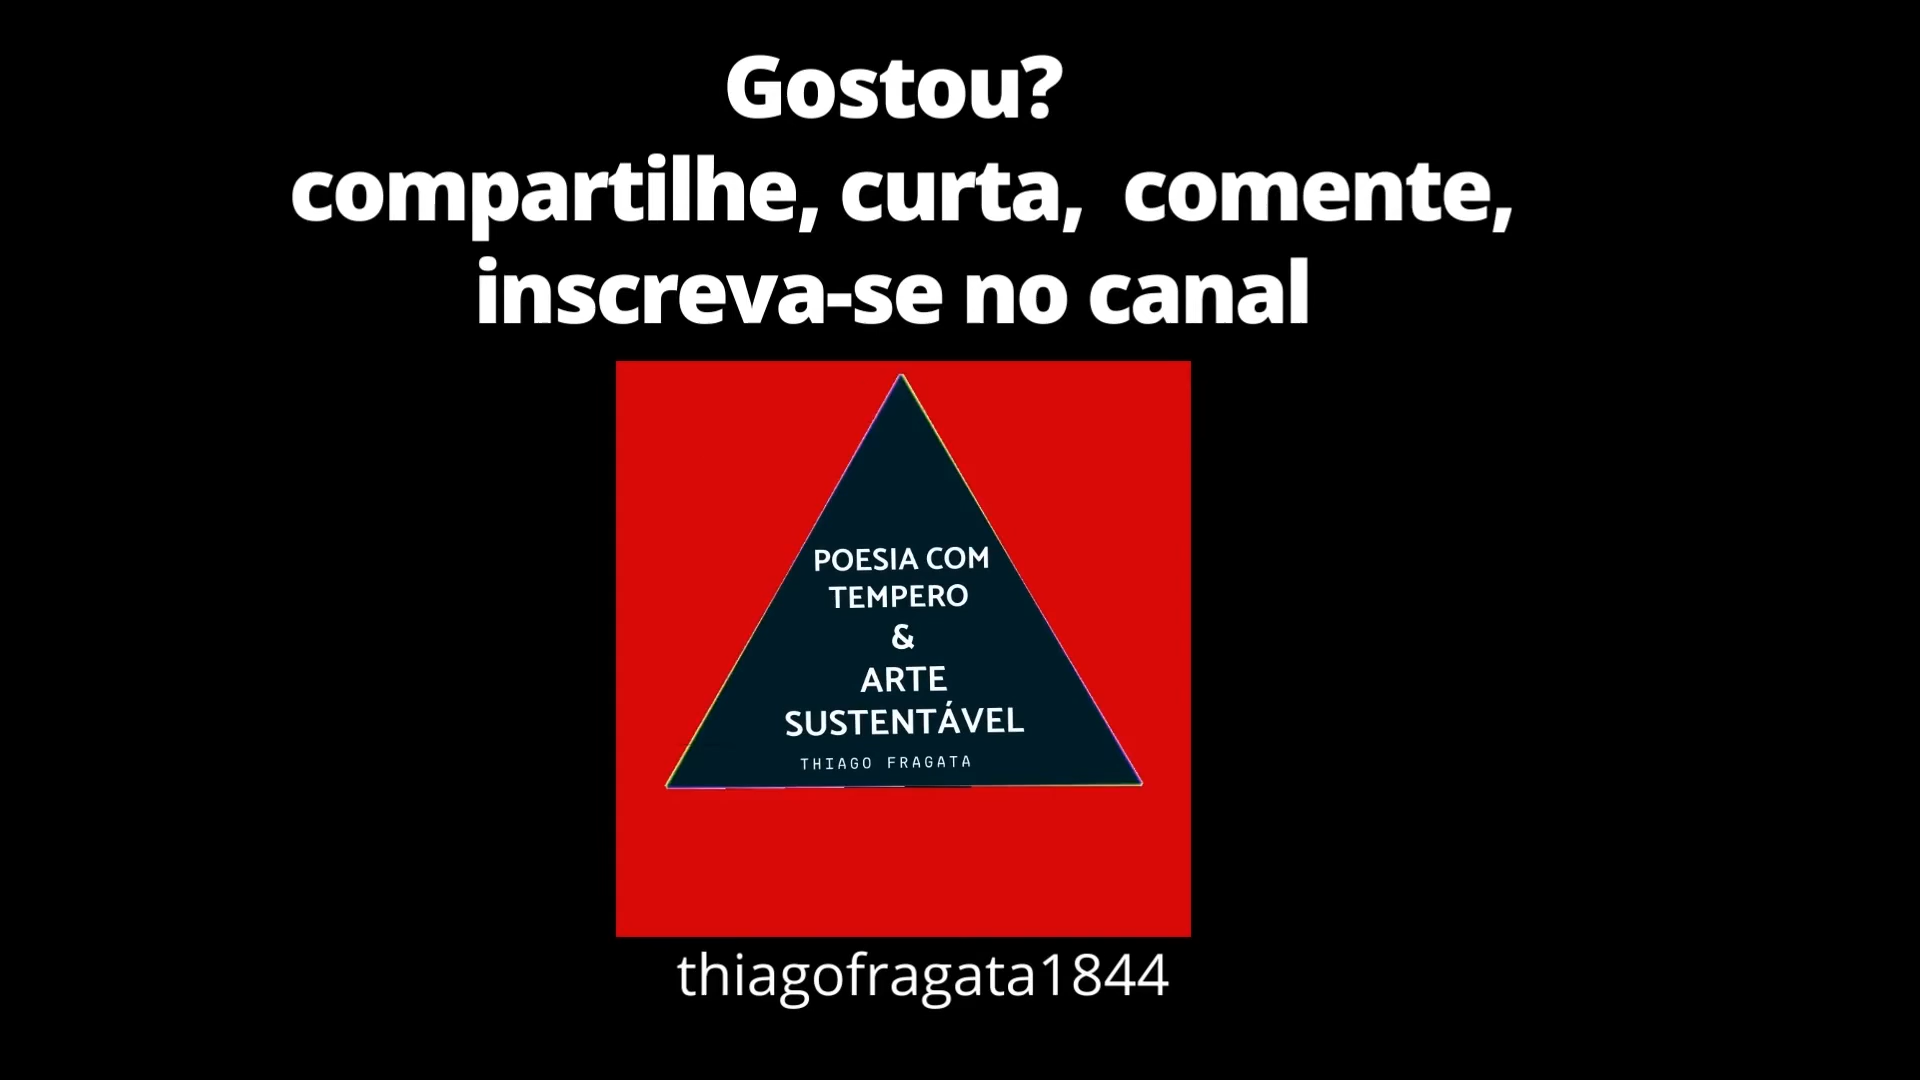 Gostou?
compartilhe, curta, comente,
inscreva-se no canal
POESIA COM
TEMPERO
&
ARTE
SUSTENTÁVEL
THIAGO FRAGATA
thiagofragata1844